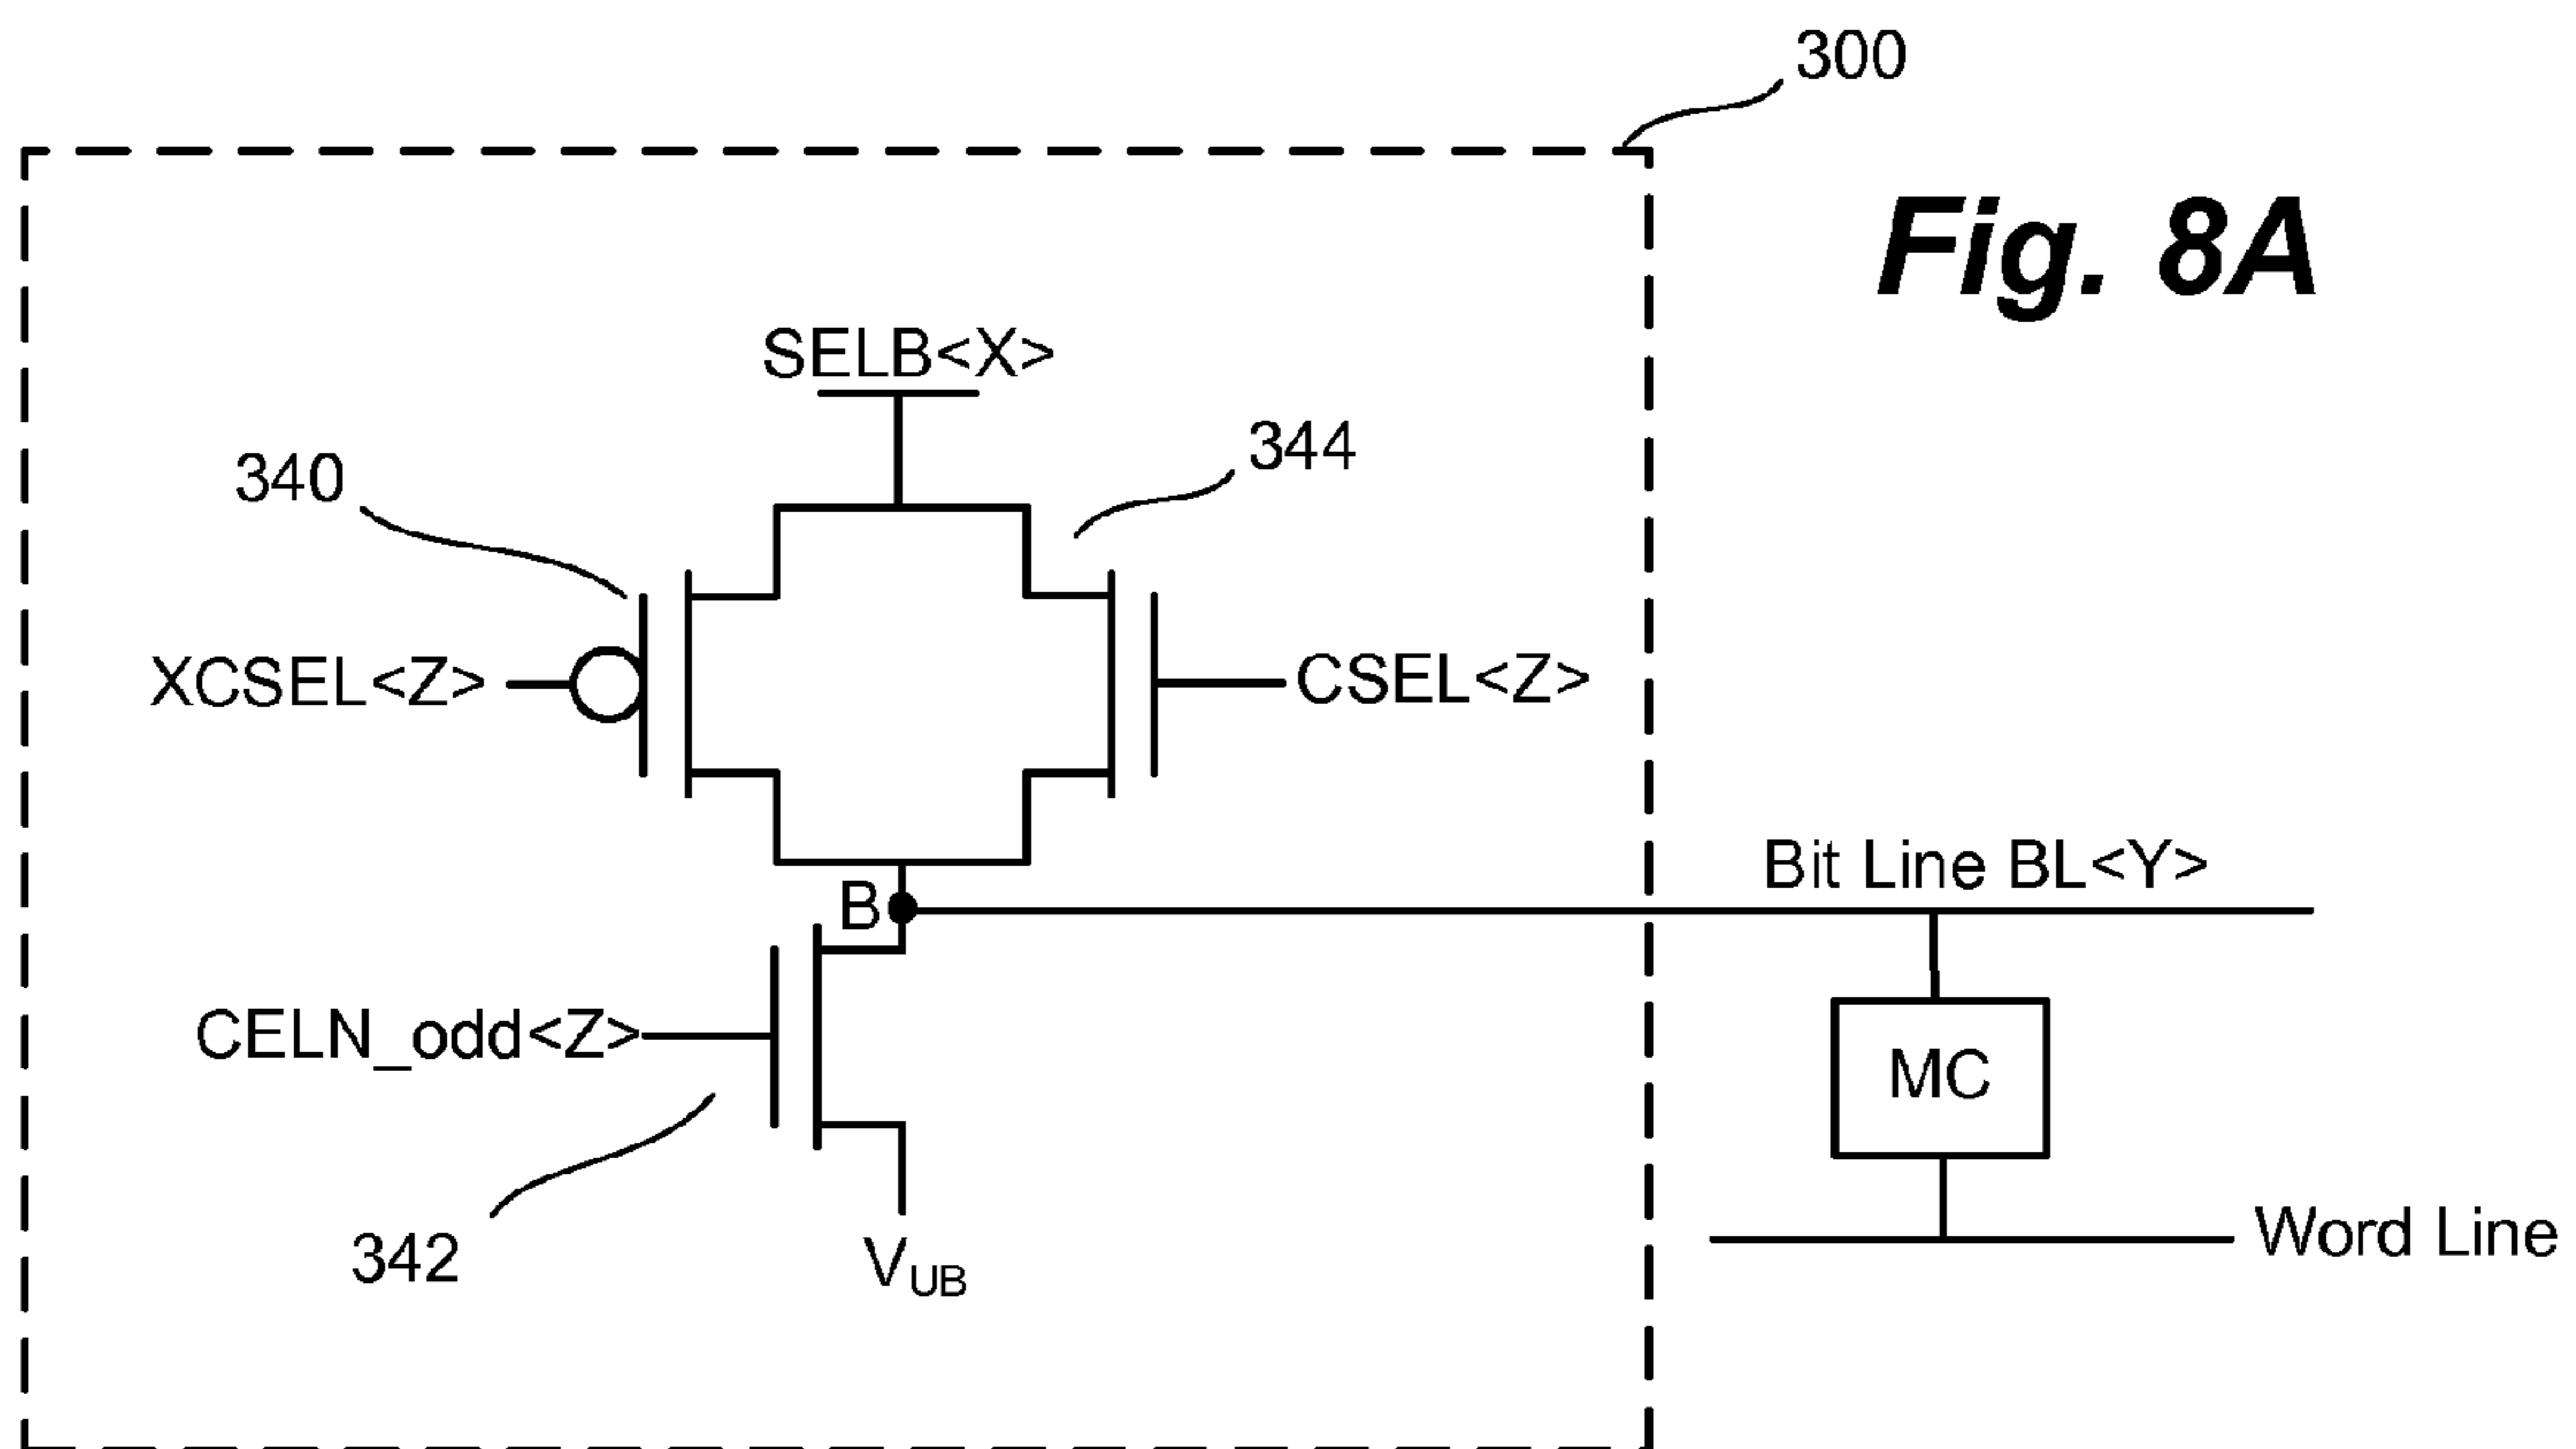 300
Fig. 8A
SELB<X>
340
344
XCSEL<Z>
CSEL<Z>
Bit Line BL<Y>
B
CELN_odd<Z>
MC
342
VUB
Word Line